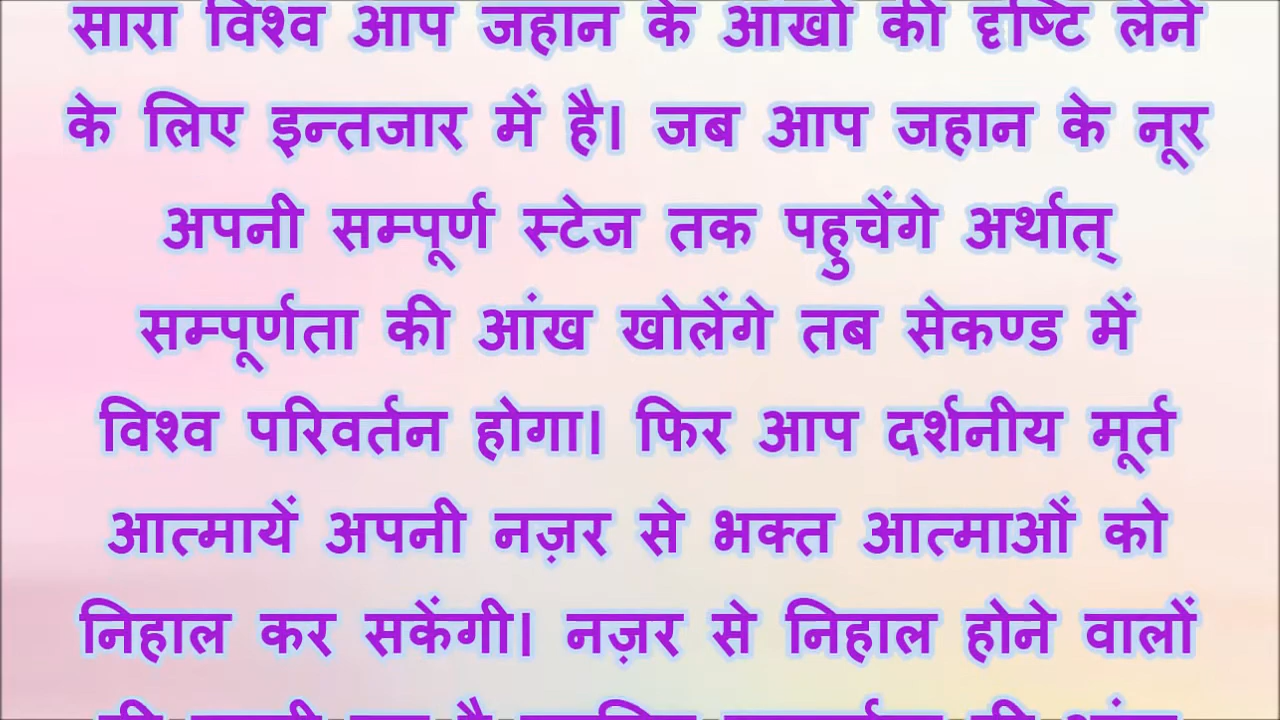 सारा विश्व आप जहान के आखों की दृष्टि लेने
के लिए इन्तजार में है। जब आप जहान के नूर
अपनी सम्पूर्ण स्टेज तक पहुचेंगे अर्थात्
सम्पूर्णता की आंख खोलेंगे तब सेकण्ड में
विश्व परिवर्तन होगा। फिर आप दर्शनीय मूर्त
आत्मायें अपनी नज़र से भक्त आत्माओं को
निहाल कर सकेंगी। नज़र से निहाल होने वालों